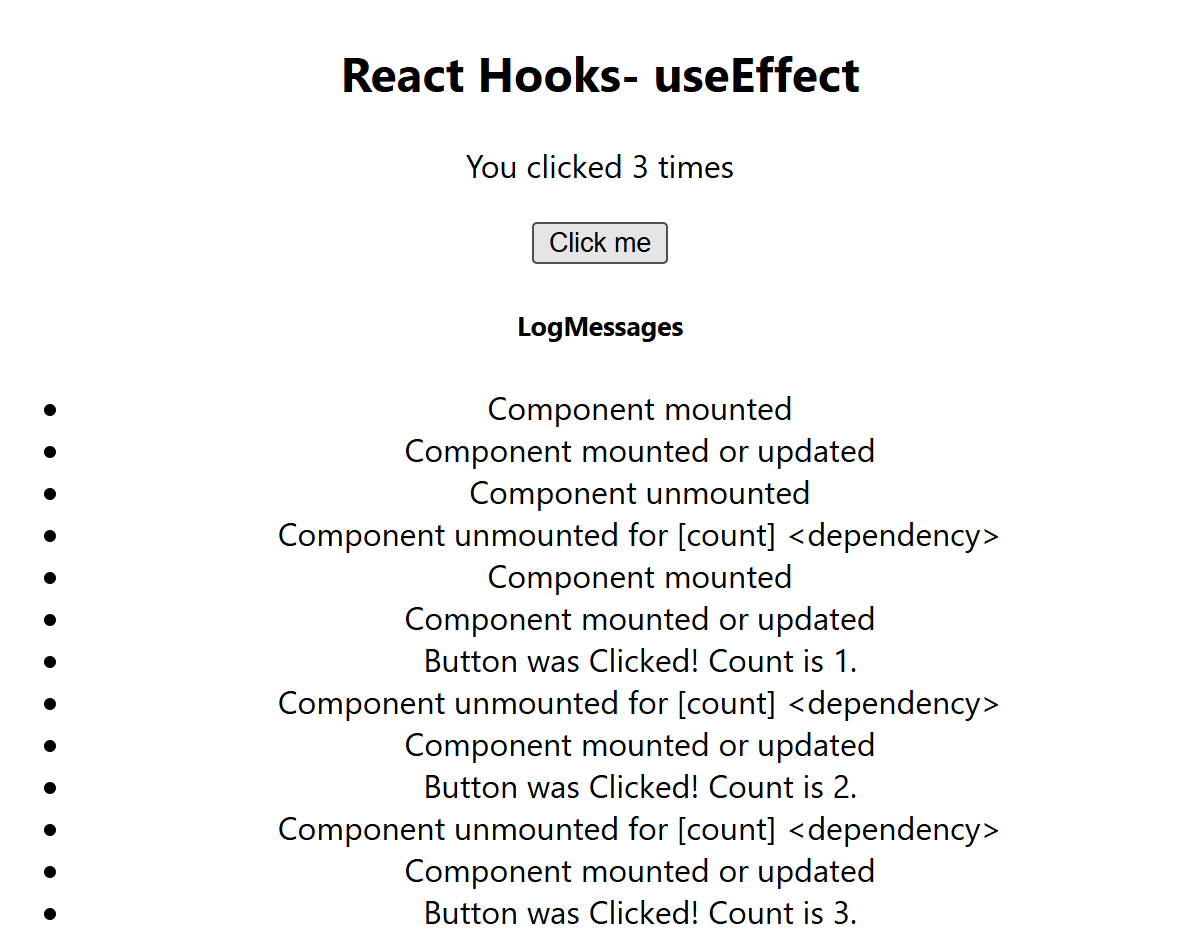 React Hooks- useEffect
You clicked 3 times
Click me
LogMessages
Component mounted
Component mounted or updated
Component unmounted
Component unmounted for [count] <dependency>
Component mounted
Component mounted or updated
Button was Clicked! Count is 1.
Component unmounted for [count] <dependency>
Component mounted or updated
Button was Clicked! Count is 2.
Component unmounted for [count] <dependency>
Component mounted or updated
Button was Clicked! Count is 3.